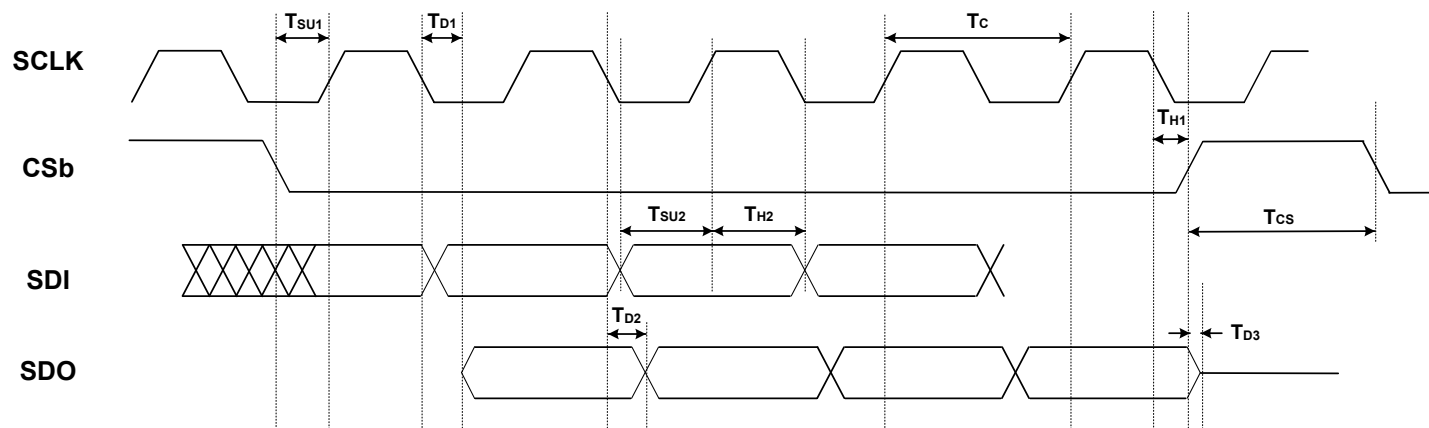 TSU1
TD1
TC
SCLK
TH1
CSb
TSU2
TH2
TCS
SDI
TD2
TD3
SDO